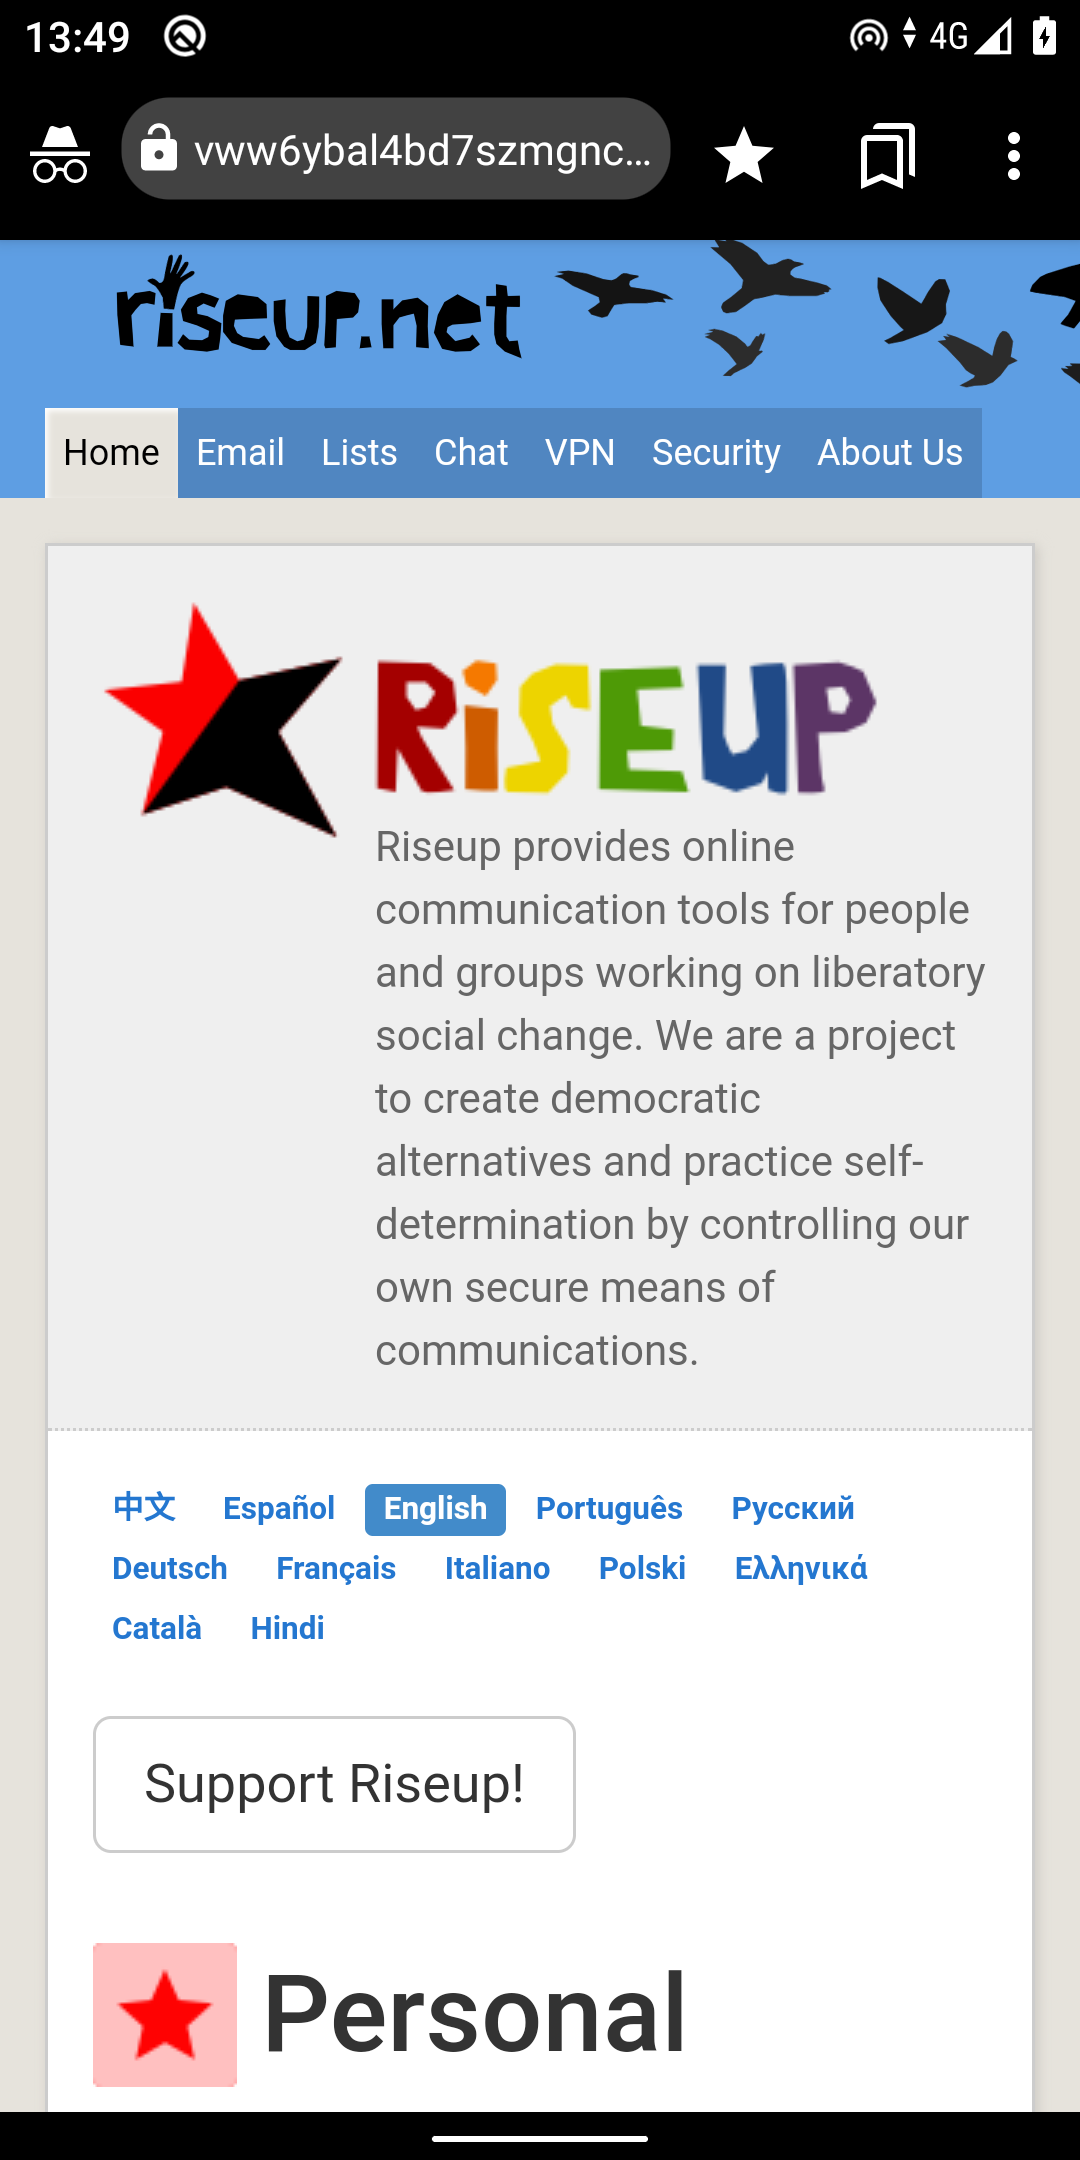 13:49
4G
vww6ybal4bd7szmgnc...
riseup.net
Home Email Lists Chat VPN Security About Us
RiSEUP
Riseup provides online
communication tools for people
and groups working on liberatory
social change. We are a project
to create democratic
alternatives and practice self-
determination by controlling our
own secure means of
communications.
中文 Español English Português Русский
Deutsch Français Italiano Polski Ελληνικά
Català Hindi
Support Riseup!
Personal